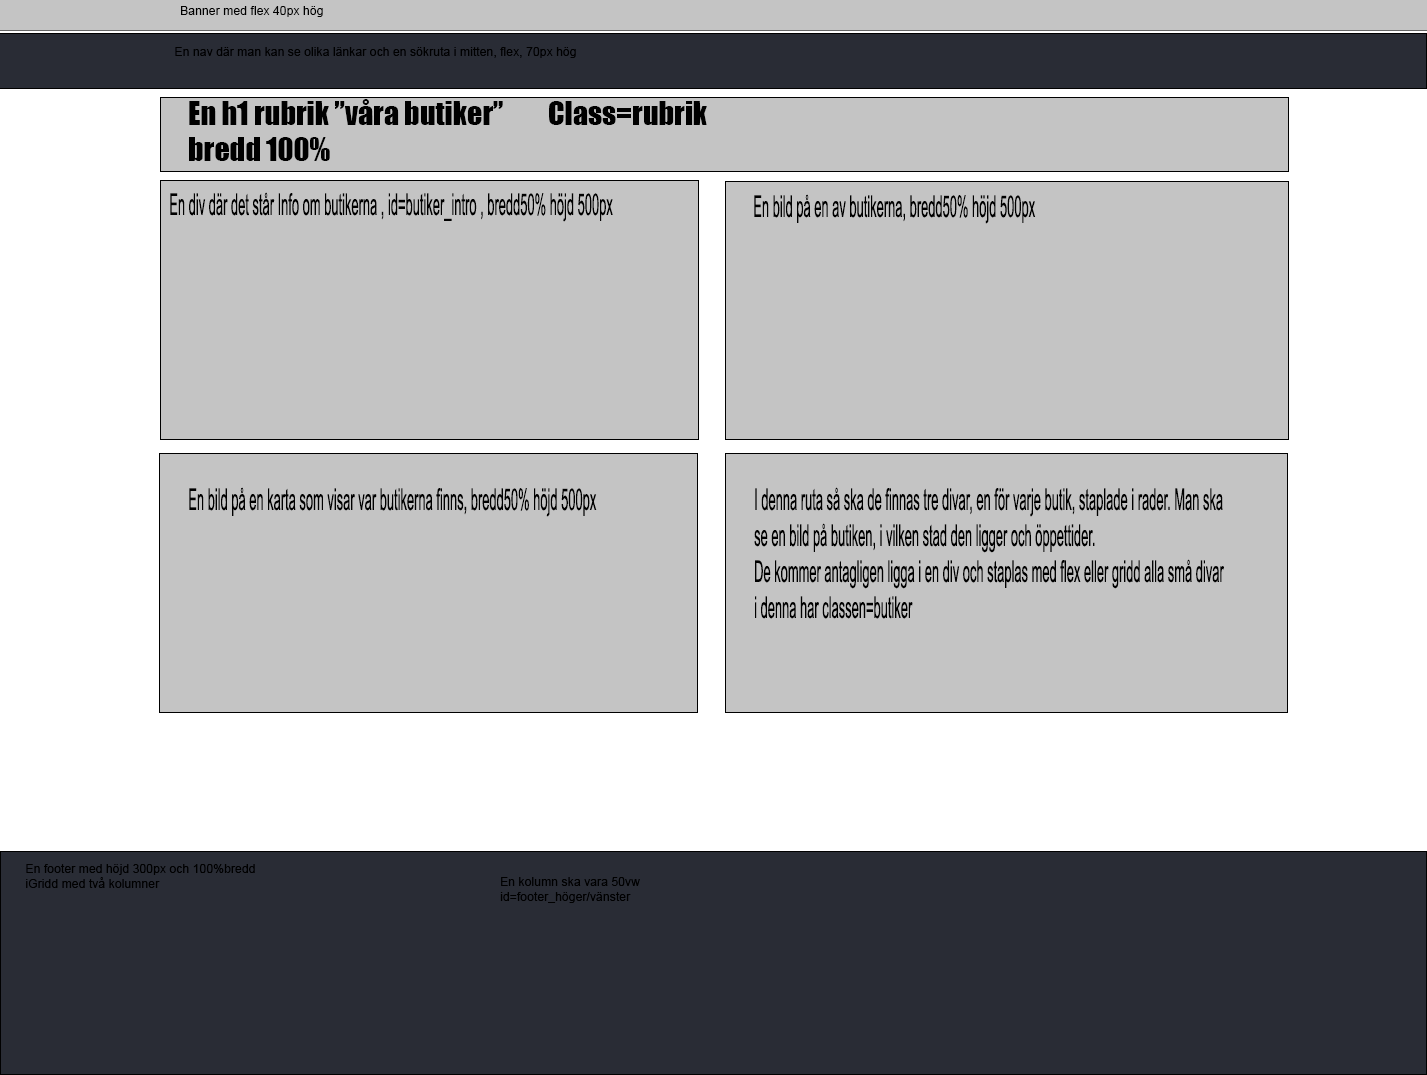 Banner med flex 40px hög
En nav där man kan se olika länkar och en sökruta i mitten, flex, 70px hög
En h1 rubrik ”våra butiker” Class=rubrik
bredd 100%
En div där det står Info om butikerna , id=butiker_intro , bredd50% höjd 500px
En bild på en av butikerna, bredd50% höjd 500px
En bild på en karta som visar var butikerna finns, bredd50% höjd 500px
I denna ruta så ska de finnas tre divar, en för varje butik, staplade i rader. Man ska
se en bild på butiken, i vilken stad den ligger och öppettider.
De kommer antagligen ligga i en div och staplas med flex eller gridd alla små divar
i denna har classen=butiker
En footer med höjd 300px och 100%bredd
iGridd med två kolumner
En kolumn ska vara 50vw
id=footer_höger/vänster